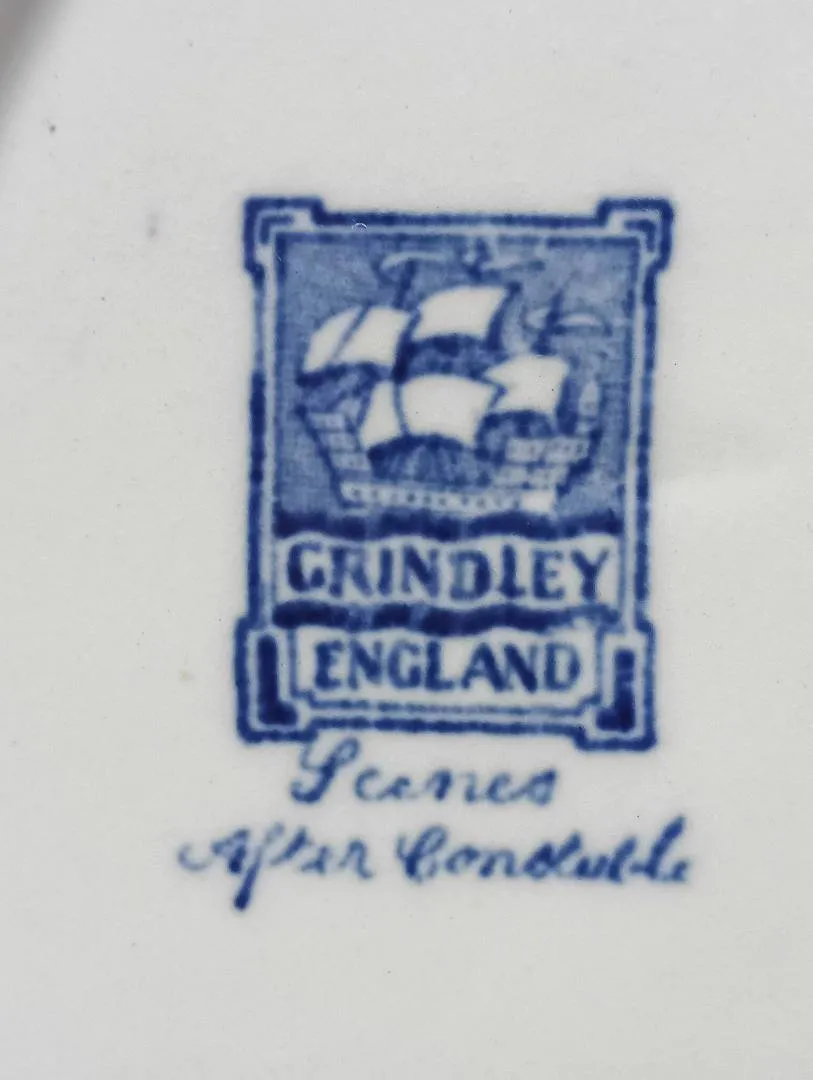 GRINDLEY
ENGLAND
Scenes
After Constable